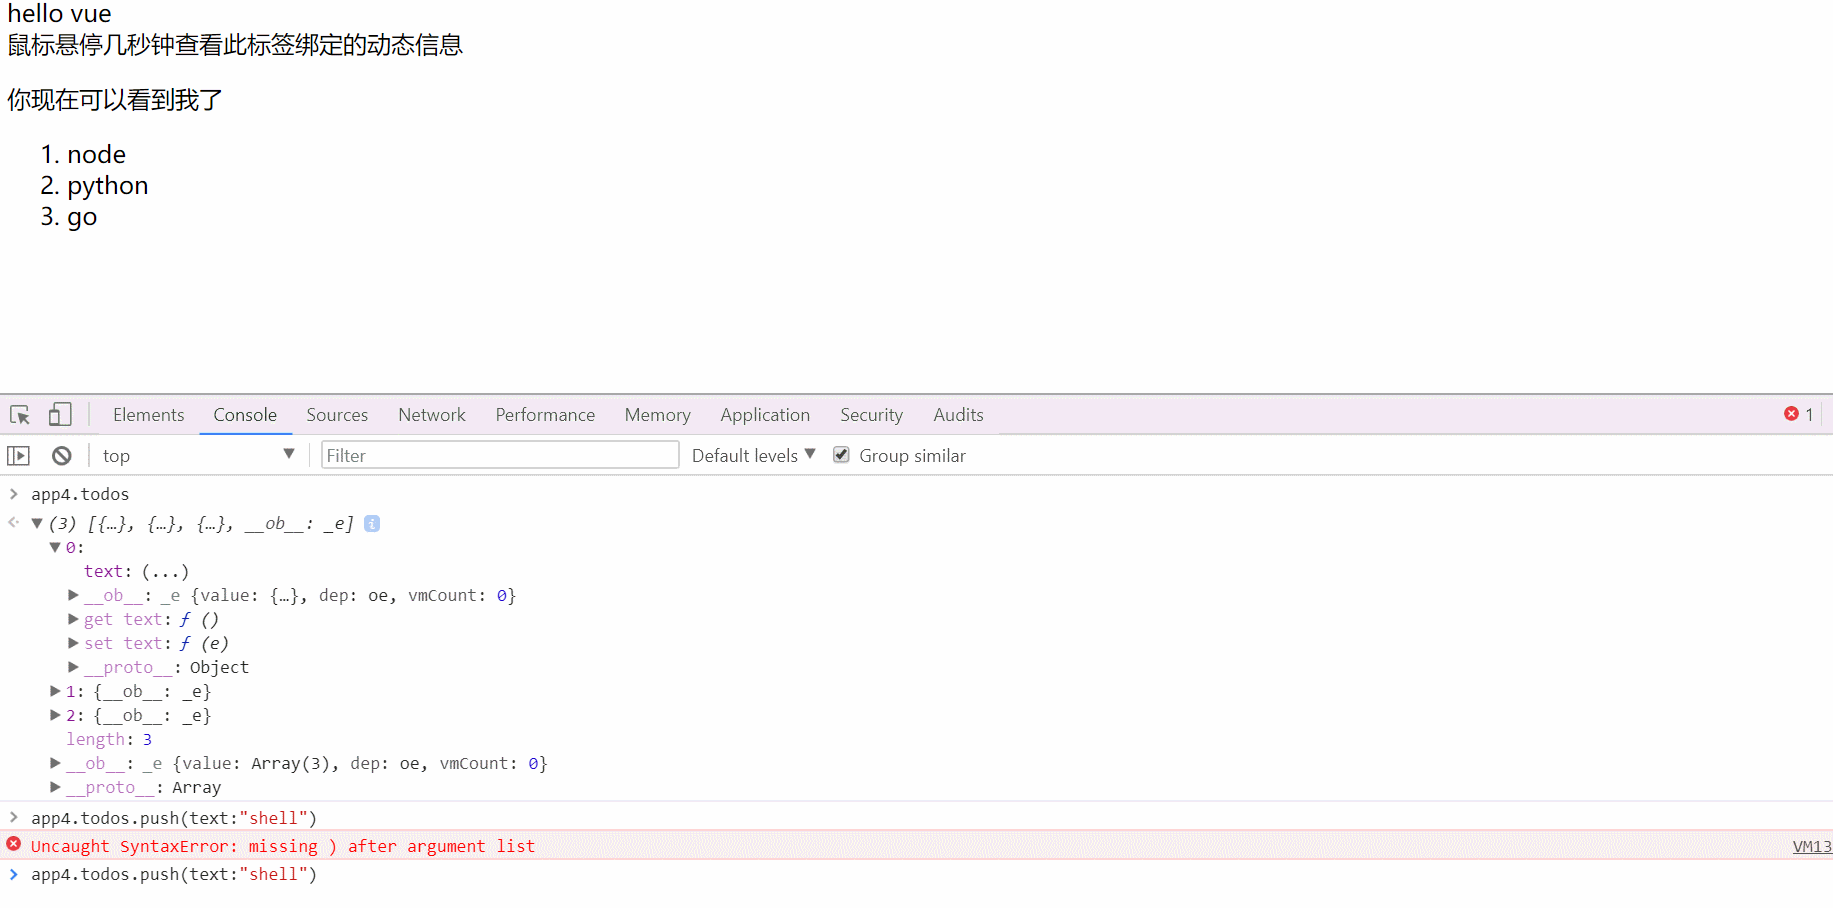 hello vue
鼠标悬停几秒钟查看此标签绑定的动态信息
你现在可以看到我了
1. node
2. python
3. go
Elements Console Sources Network Performance Memory Application Security Audits 1
top Filter Default levels Group similar
app4.todos
(3) [{…}, {…}, {…}, __ob__: _e]
0:
text: (...)
__ob__: _e {value: {…}, dep: oe, vmCount: 0}
get text: ƒ ()
set text: ƒ (e)
__proto__: Object
1: {__ob__: _e}
2: {__ob__: _e}
length: 3
__ob__: _e {value: Array(3), dep: oe, vmCount: 0}
__proto__: Array
app4.todos.push(text:"shell")
Uncaught SyntaxError: missing ) after argument list VM13
app4.todos.push(text:"shell")